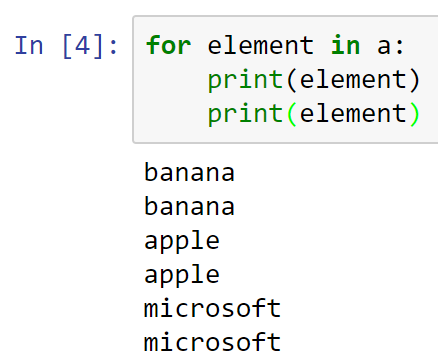 In [4]: for element in a:
    print(element)
    print(element)
banana
banana
apple
apple
microsoft
microsoft